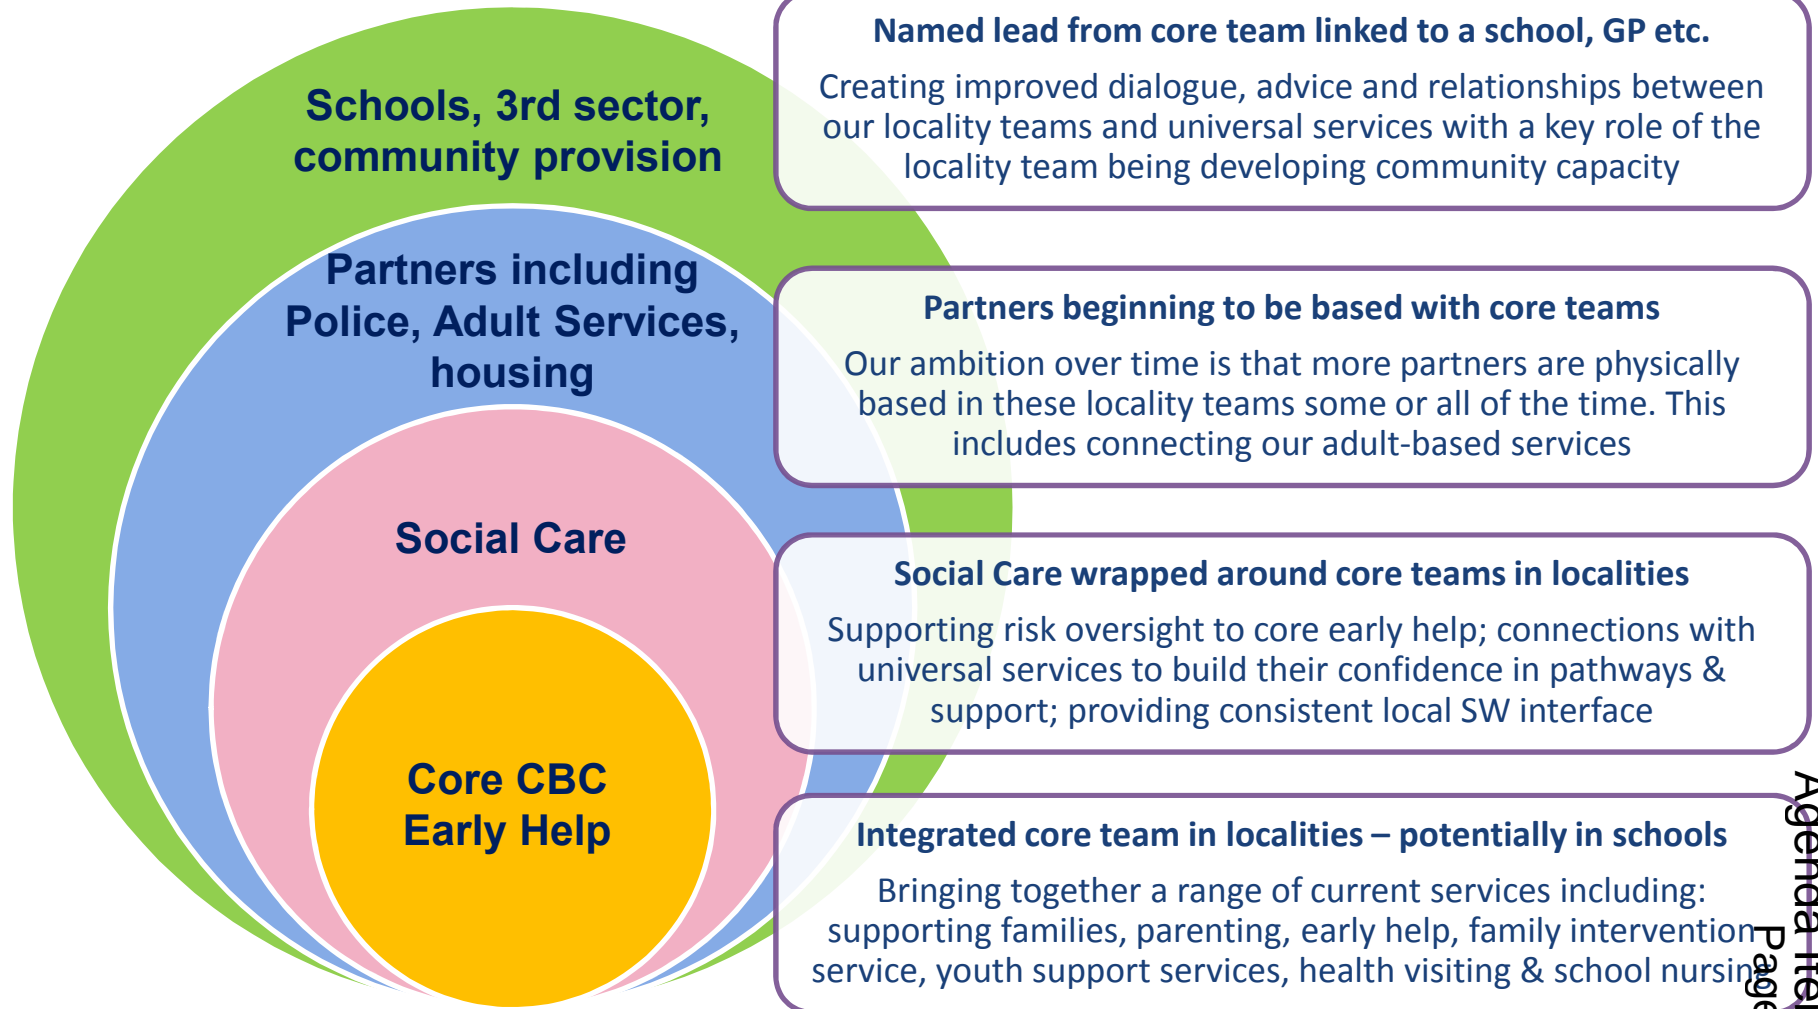 Schools, 3rd sector,
community provision
Partners including
Police, Adult Services,
housing
Social Care
Core CBC
Early Help
Named lead from core team linked to a school, GP etc.
Creating improved dialogue, advice and relationships between
our locality teams and universal services with a key role of the
locality team being developing community capacity
Partners beginning to be based with core teams
Our ambition over time is that more partners are physically
based in these locality teams some or all of the time. This
includes connecting our adult-based services
Social Care wrapped around core teams in localities
Supporting risk oversight to core early help; connections with
universal services to build their confidence in pathways &
support; providing consistent local SW interface
Integrated core team in localities – potentially in schools
Bringing together a range of current services including:
supporting families, parenting, early help, family intervention
service, youth support services, health visiting & school nursing
Agenda
Page